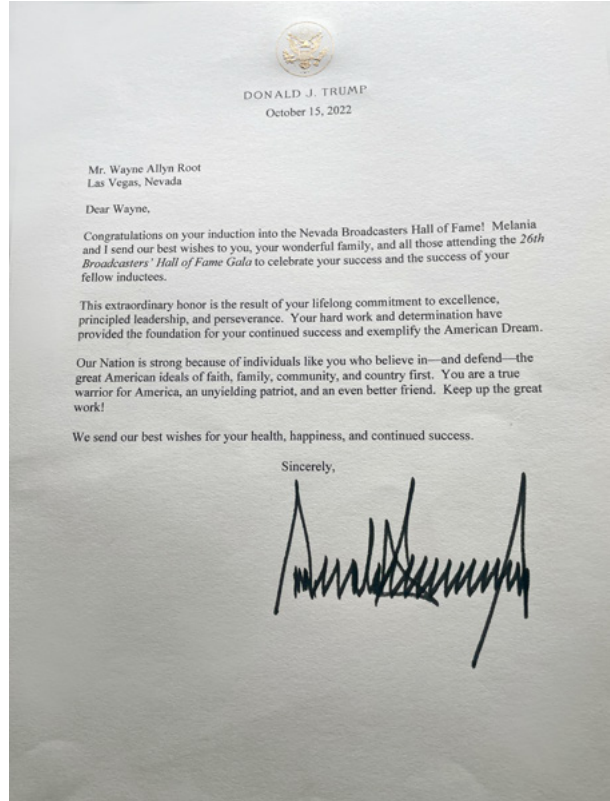 DONALD J. TRUMP
October 15, 2022
Mr. Wayne Allyn Root
Las Vegas, Nevada
Dear Wayne,
Congratulations on your induction into the Nevada Broadcasters Hall of Fame! Melania
and I send our best wishes to you, your wonderful family, and all those attending the 26th
Broadcasters' Hall of Fame Gala to celebrate your success and the success of your
fellow inductees.
This extraordinary honor is the result of your lifelong commitment to excellence,
principled leadership, and perseverance. Your hard work and determination have
provided the foundation for your continued success and exemplify the American Dream.
Our Nation is strong because of individuals like you who believe in—and defend—the
great American ideals of faith, family, community, and country first. You are a true
warrior for America, an unyielding patriot, and an even better friend. Keep up the great
work!
We send our best wishes for your health, happiness, and continued success.
Sincerely,